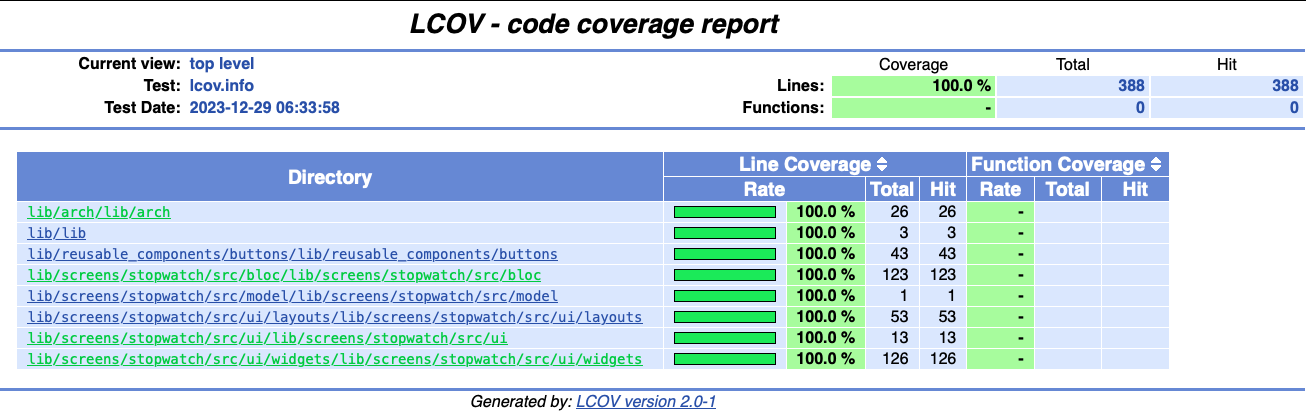 LCOV - code coverage report
Current view: top level Coverage Total Hit
Test: lcov.info Lines: 100.0 % 388 388
Test Date: 2023-12-29 06:33:58 Functions: - 0 0
Directory Line Coverage Function Coverage
Rate Total Hit Rate Total Hit
lib/arch/lib/arch 100.0 % 26 26 -
lib/lib 100.0 % 3 3 -
lib/reusable_components/buttons/lib/reusable_components/buttons 100.0 % 43 43 -
lib/screens/stopwatch/src/bloc/lib/screens/stopwatch/src/bloc 100.0 % 123 123 -
lib/screens/stopwatch/src/model/lib/screens/stopwatch/src/model 100.0 % 1 1 -
lib/screens/stopwatch/src/ui/layouts/lib/screens/stopwatch/src/ui/layouts 100.0 % 53 53 -
lib/screens/stopwatch/src/ui/lib/screens/stopwatch/src/ui 100.0 % 13 13 -
lib/screens/stopwatch/src/ui/widgets/lib/screens/stopwatch/src/ui/widgets 100.0 % 126 126 -
Generated by: LCOV version 2.0-1